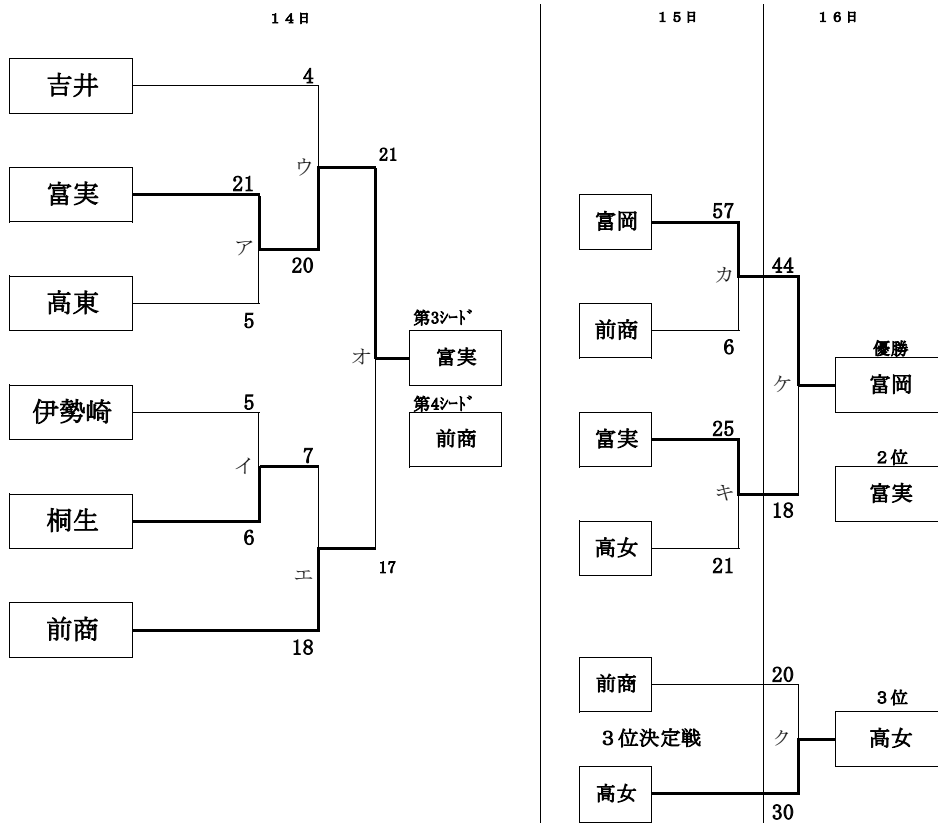 １４日
１５日
１６日
吉井
4
ウ
21
富実
21
ア
20
高東
5
第3ｼｰﾄﾞ
オ
富実
第4ｼｰﾄﾞ
前商
伊勢崎
5
イ
7
桐生
6
エ
17
前商
18
富岡
57
カ
44
前商
6
ケ
優勝
富岡
富実
25
キ
18
２位
富実
高女
21
前商
20
３位決定戦
ク
３位
高女
高女
30